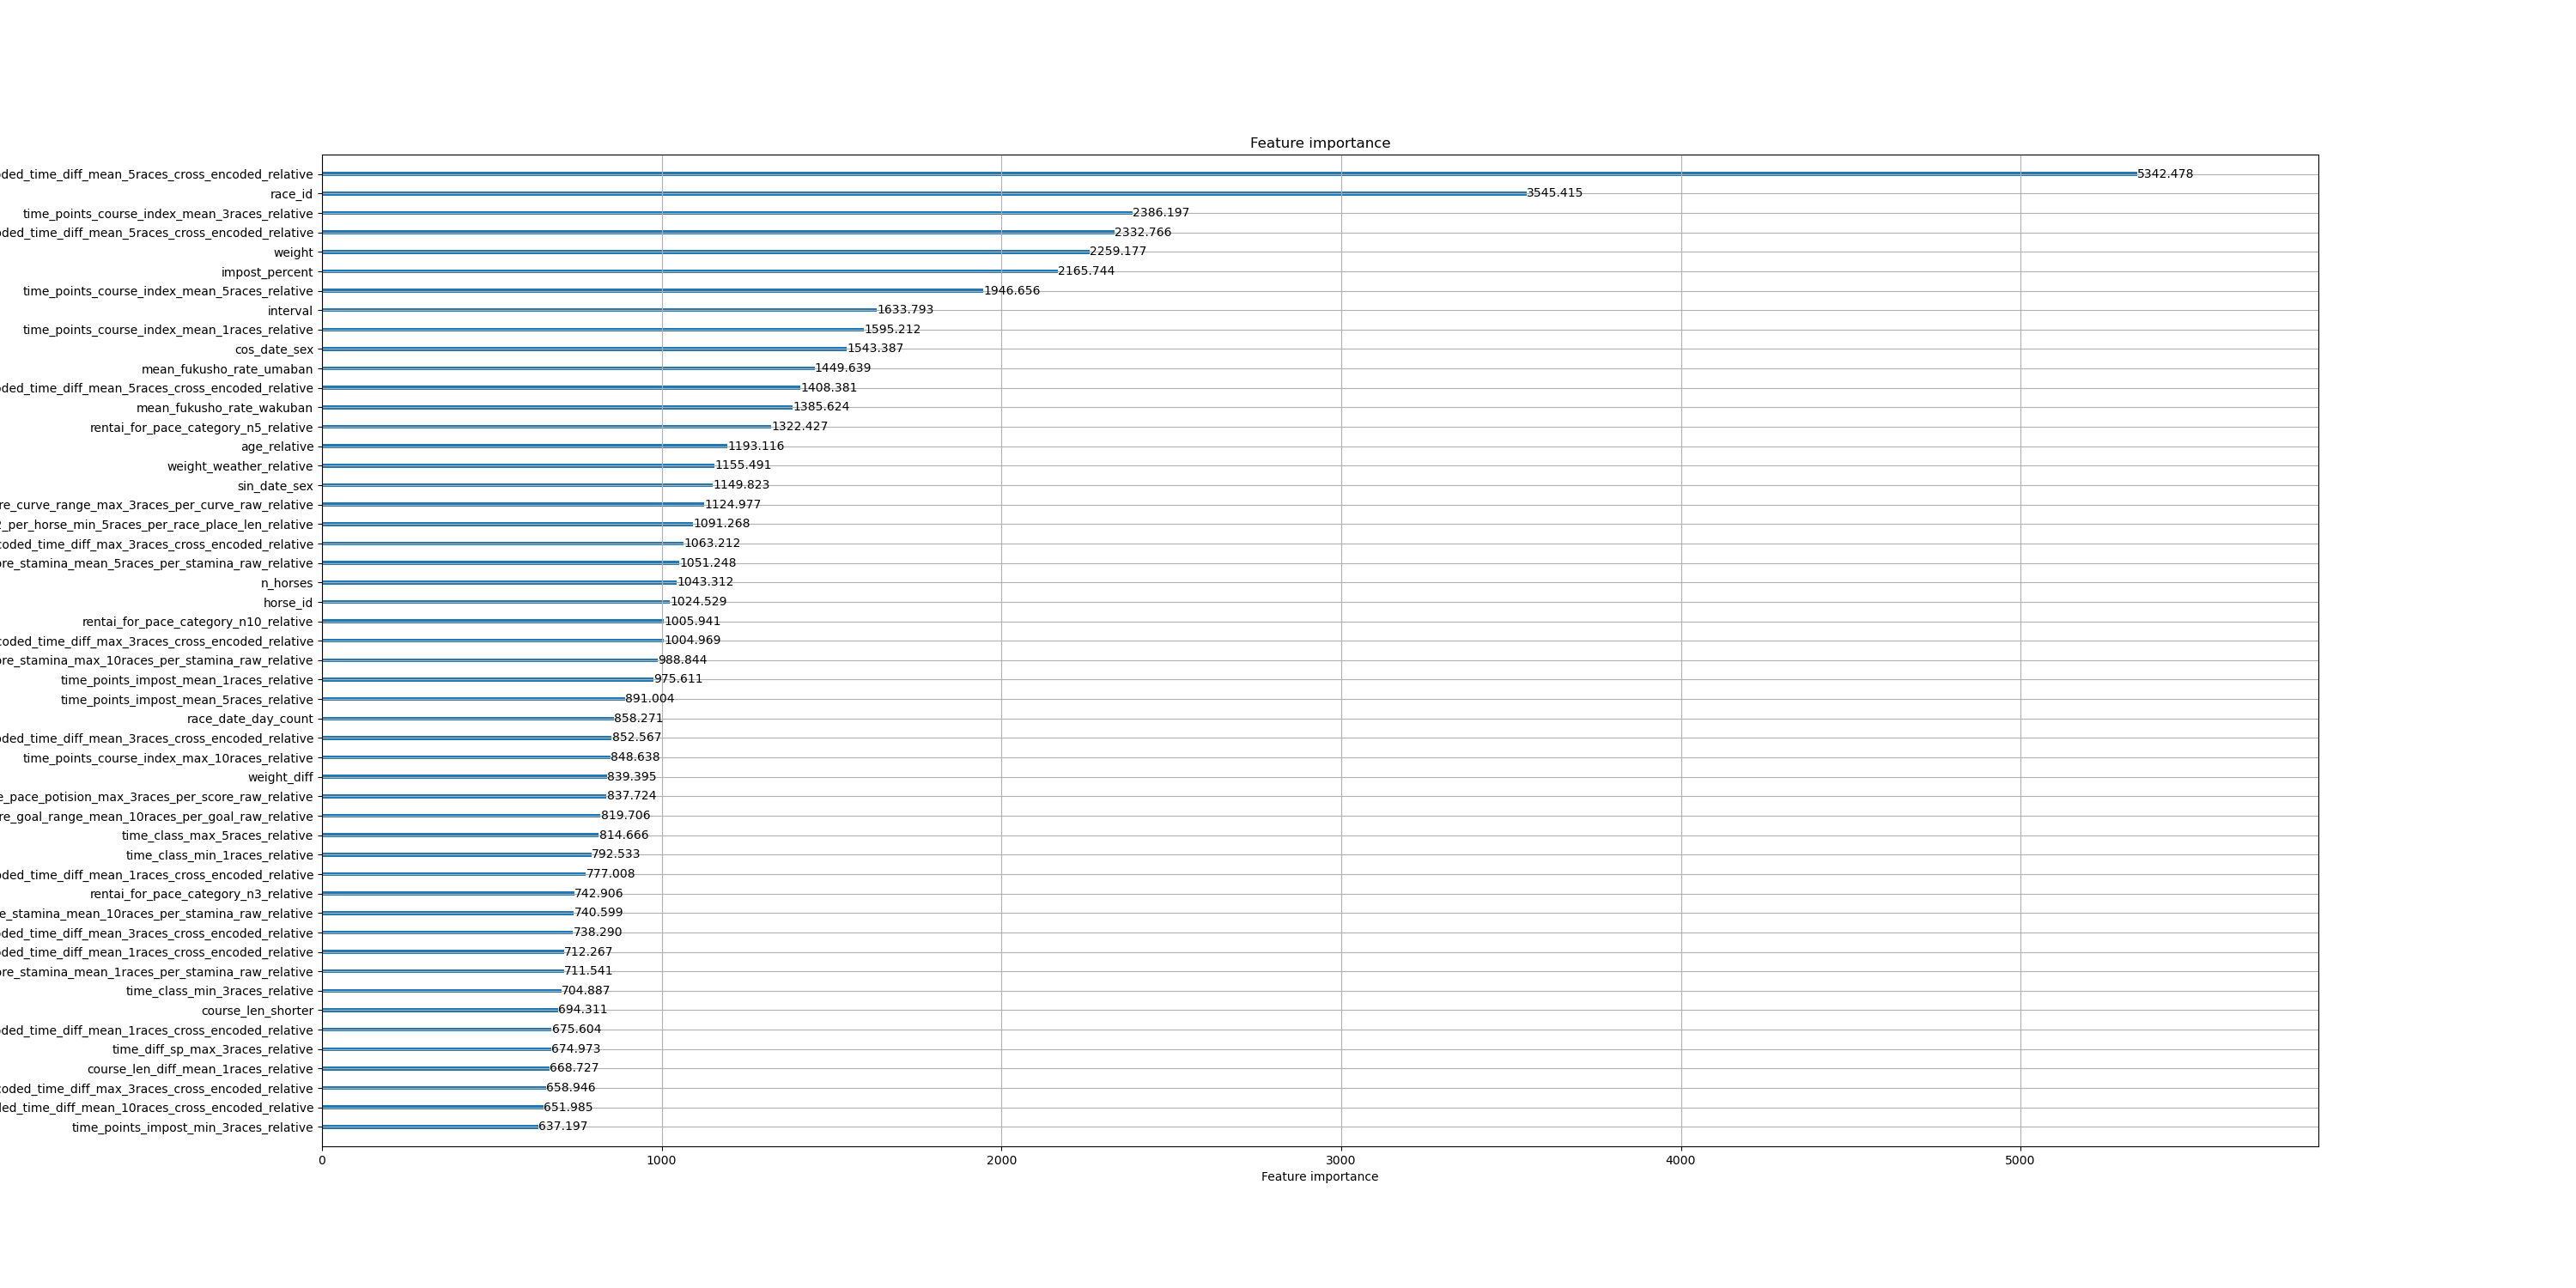 Feature importance
ded_time_diff_mean_5races_cross_encoded_relative 5342.478
race_id 3545.415
time_points_course_index_mean_3races_relative 2386.197
ded_time_diff_mean_5races_cross_encoded_relative 2332.766
weight 2259.177
impost_percent 2165.744
time_points_course_index_mean_5races_relative 1946.656
interval 1633.793
time_points_course_index_mean_1races_relative 1595.212
cos_date_sex 1543.387
mean_fukusho_rate_umaban 1449.639
ded_time_diff_mean_5races_cross_encoded_relative 1408.381
mean_fukusho_rate_wakuban 1385.624
rentai_for_pace_category_n5_relative 1322.427
age_relative 1193.116
weight_weather_relative 1155.491
sin_date_sex 1149.823
re_curve_range_max_3races_per_curve_raw_relative 1124.977
_per_horse_min_5races_per_race_place_len_relative 1091.268
coded_time_diff_max_3races_cross_encoded_relative 1063.212
ore_stamina_mean_5races_per_stamina_raw_relative 1051.248
n_horses 1043.312
horse_id 1024.529
rentai_for_pace_category_n10_relative 1005.941
coded_time_diff_max_3races_cross_encoded_relative 1004.969
ore_stamina_max_10races_per_stamina_raw_relative 988.844
time_points_impost_mean_1races_relative 975.611
time_points_impost_mean_5races_relative 891.004
race_date_day_count 858.271
ded_time_diff_mean_3races_cross_encoded_relative 852.567
time_points_course_index_max_10races_relative 848.638
weight_diff 839.395
e_pace_potision_max_3races_per_score_raw_relative 837.724
re_goal_range_mean_10races_per_goal_raw_relative 819.706
time_class_max_5races_relative 814.666
time_class_min_1races_relative 792.533
ded_time_diff_mean_1races_cross_encoded_relative 777.008
rentai_for_pace_category_n3_relative 742.906
e_stamina_mean_10races_per_stamina_raw_relative 740.599
ded_time_diff_mean_3races_cross_encoded_relative 738.290
ded_time_diff_mean_1races_cross_encoded_relative 712.267
ore_stamina_mean_1races_per_stamina_raw_relative 711.541
time_class_min_3races_relative 704.887
course_len_shorter 694.311
ded_time_diff_mean_1races_cross_encoded_relative 675.604
time_diff_sp_max_3races_relative 674.973
course_len_diff_mean_1races_relative 668.727
coded_time_diff_max_3races_cross_encoded_relative 658.946
ded_time_diff_mean_10races_cross_encoded_relative 651.985
time_points_impost_min_3races_relative 637.197
0 1000 2000 3000 4000 5000
Feature importance